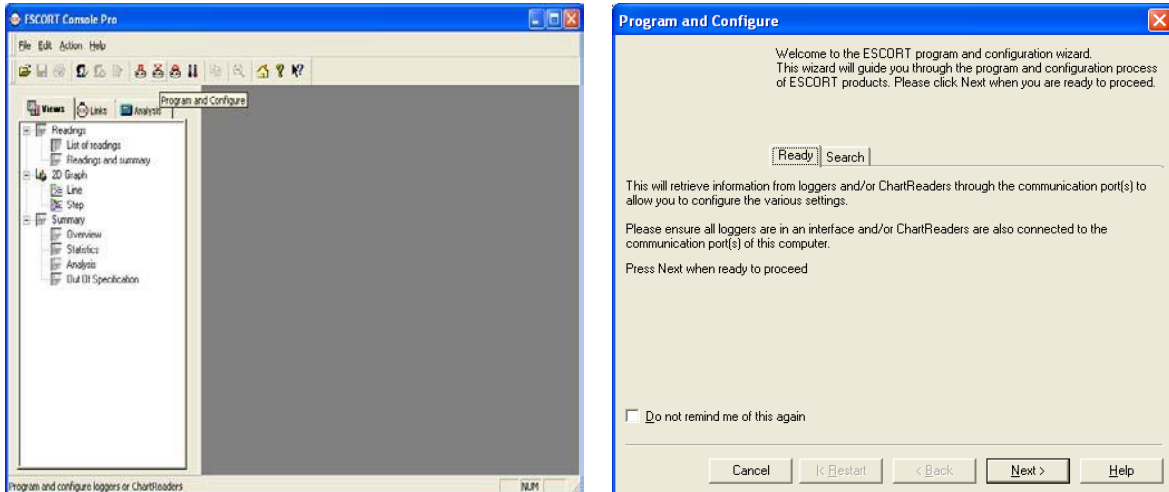 ESCORT Console Pro
File Edit Action Help
Program and Configure
Views Links Analysis
Readings
List of readings
Readings and summary
2D Graph
Line
Step
Summary
Overview
Statistics
Analysis
Out Of Specification
Program and configure loggers or ChartReaders
NUM
Program and Configure
Welcome to the ESCORT program and configuration wizard.
This wizard will guide you through the program and configuration process
of ESCORT products. Please click Next when you are ready to proceed.
Ready Search
This will retrieve information from loggers and/or ChartReaders through the communication port(s) to
allow you to configure the various settings.
Please ensure all loggers are in an interface and/or ChartReaders are also connected to the
communication port(s) of this computer.
Press Next when ready to proceed
Do not remind me of this again
Cancel |< Restart < Back Next > Help